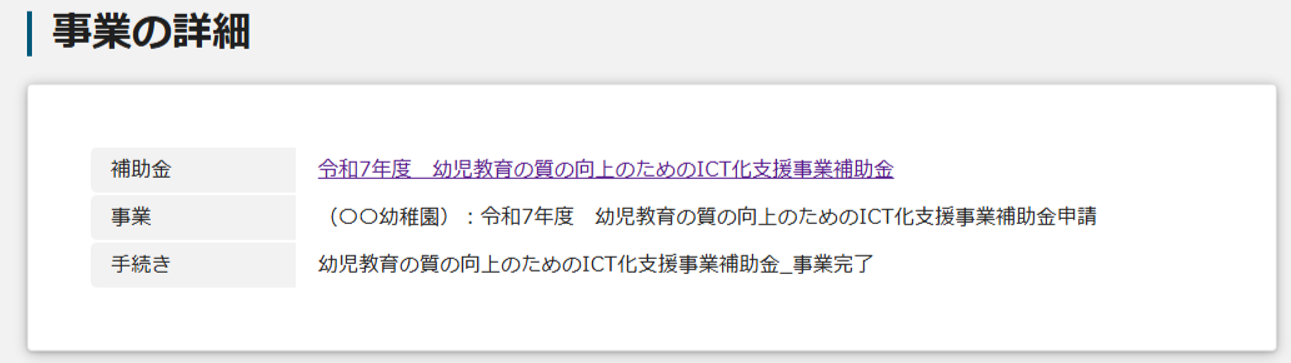 事業の詳細
補助金 令和7年度　幼児教育の質の向上のためのICT化支援事業補助金
事業 （〇〇幼稚園）：令和7年度　幼児教育の質の向上のためのICT化支援事業補助金申請
手続き 幼児教育の質の向上のためのICT化支援事業補助金_事業完了